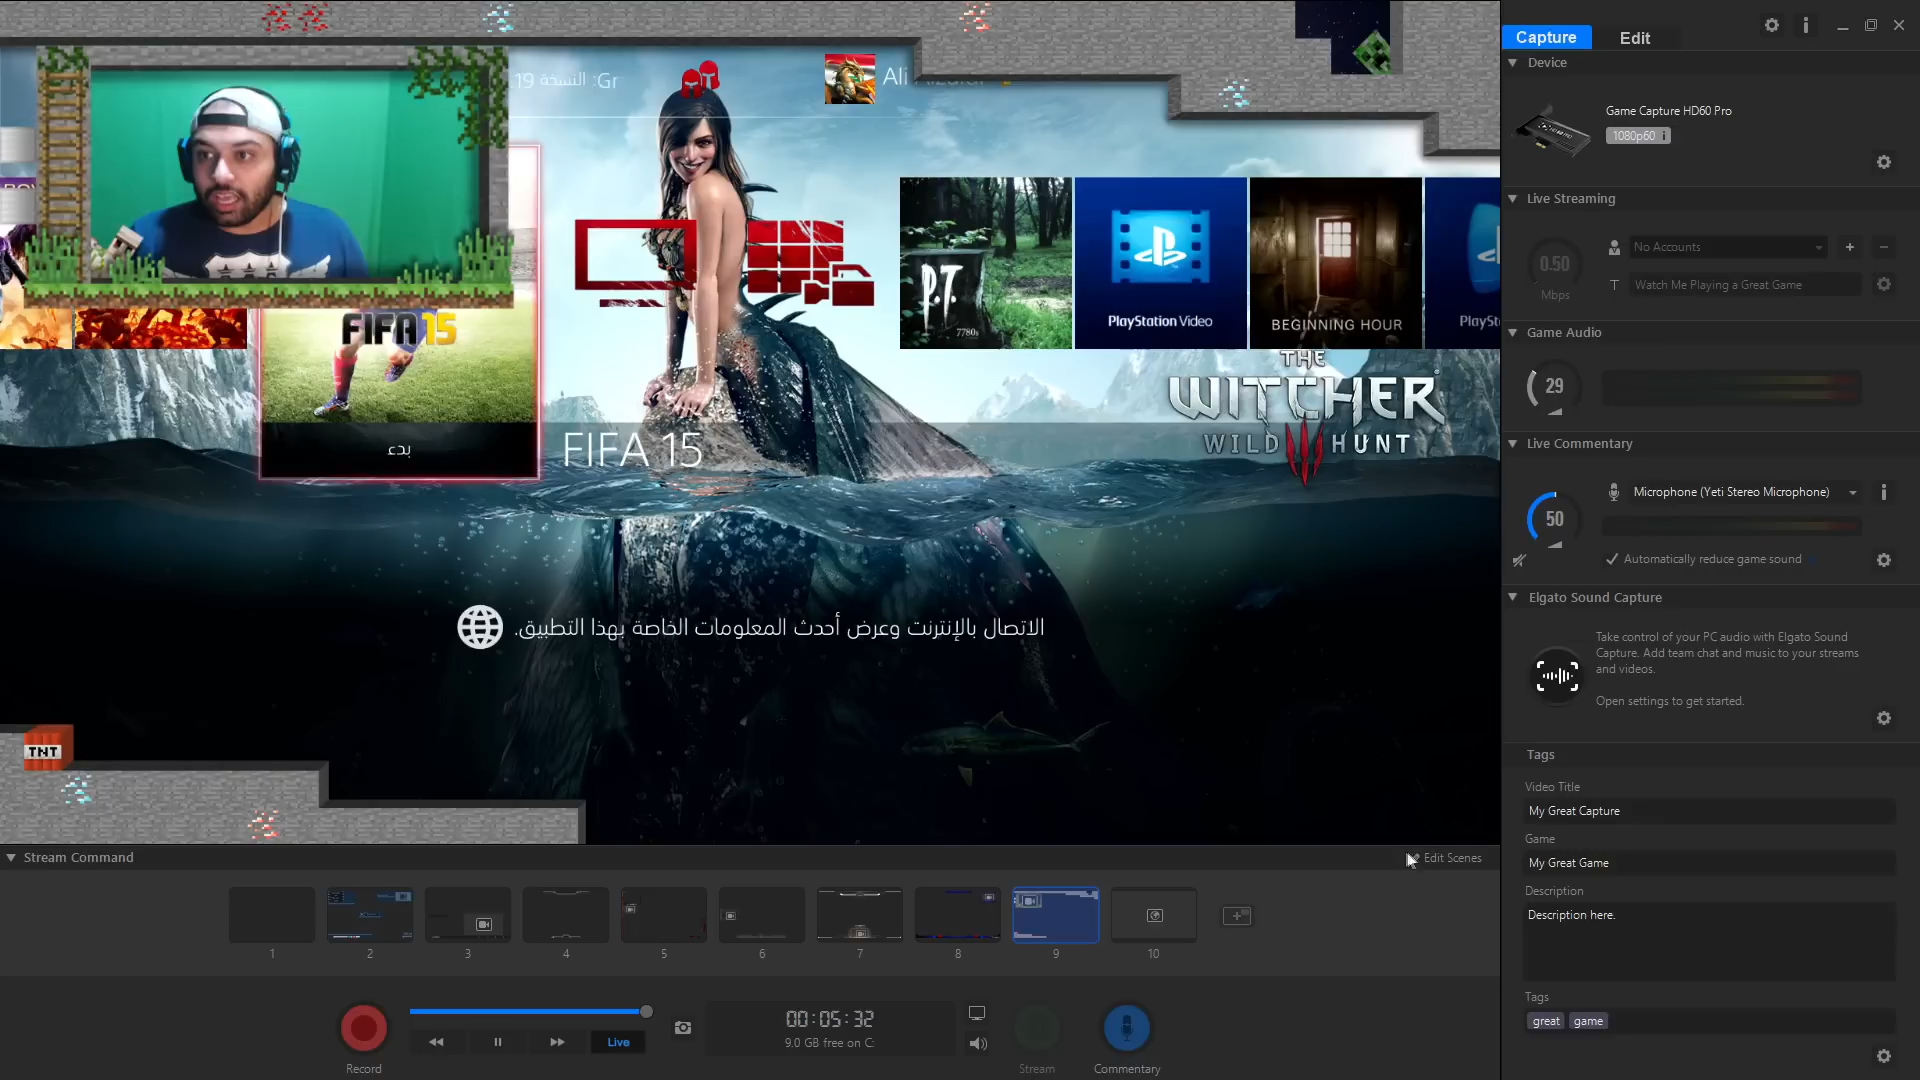 Capture
Edit
Device
Game Capture HD60 Pro
1080p60 i
Live Streaming
0.50
Mbps
No Accounts
T Watch Me Playing a Great Game
Game Audio
29
Live Commentary
50
Microphone (Yeti Stereo Microphone)
Automatically reduce game sound
Elgato Sound Capture
Take control of your PC audio with Elgato Sound
Capture. Add team chat and music to your streams
and videos.
Open settings to get started.
Tags
Video Title
My Great Capture
Game
My Great Game
Description
Description here.
Tags
great game
Gr: النسخة 19
Ali
P.T.
7780s
PlayStation Video
BEGINNING HOUR
FIFA 15
بدء
FIFA 15
THE
WITCHER
WILD HUNT
الاتصال بالإنترنت وعرض أحدث المعلومات الخاصة بهذا التطبيق.
TNT
Stream Command
Edit Scenes
1 2 3 4 5 6 7 8 9 10
Live
00:05:32
9.0 GB free on C:
Record
Stream
Commentary